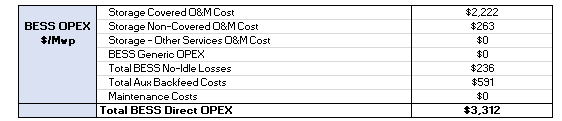 Storage Covered O&M Cost $2,222
BESS OPEX Storage Non-Covered O&M Cost $263
$/Mwp Storage - Other Services O&M Cost $0
BESS Generic OPEX $0
Total BESS No-Idle Losses $236
Total Aux Backfeed Costs $591
Maintenance Costs $0
Total BESS Direct OPEX $3,312